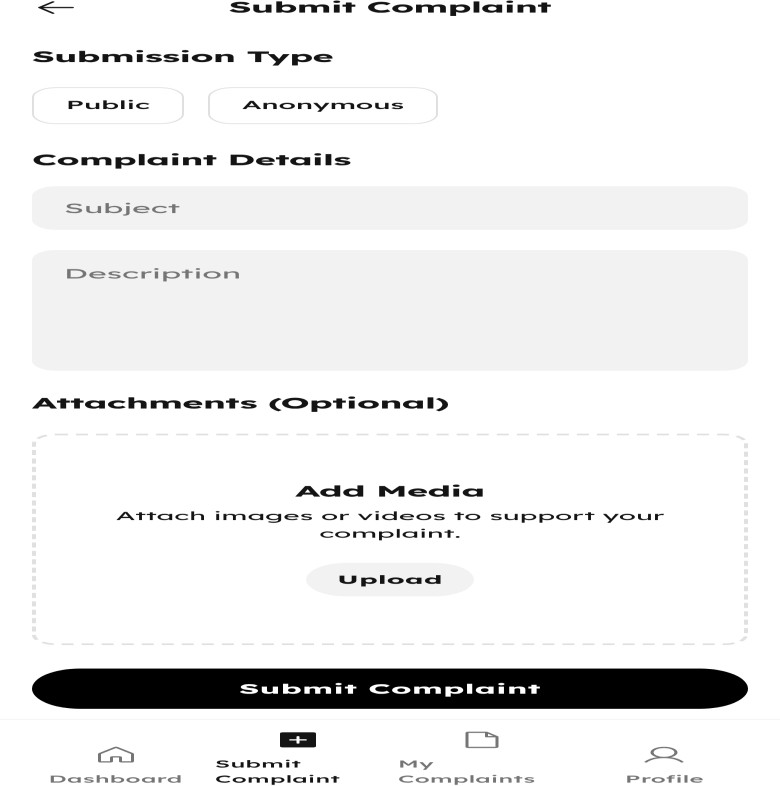 Submit Complaint
Submission Type
Public
Anonymous
Complaint Details
Subject
Description
Attachments (Optional)
Add Media
Attach images or videos to support your
complaint.
Upload
Submit Complaint
Dashboard
Submit
Complaint
My
Complaints
Profile